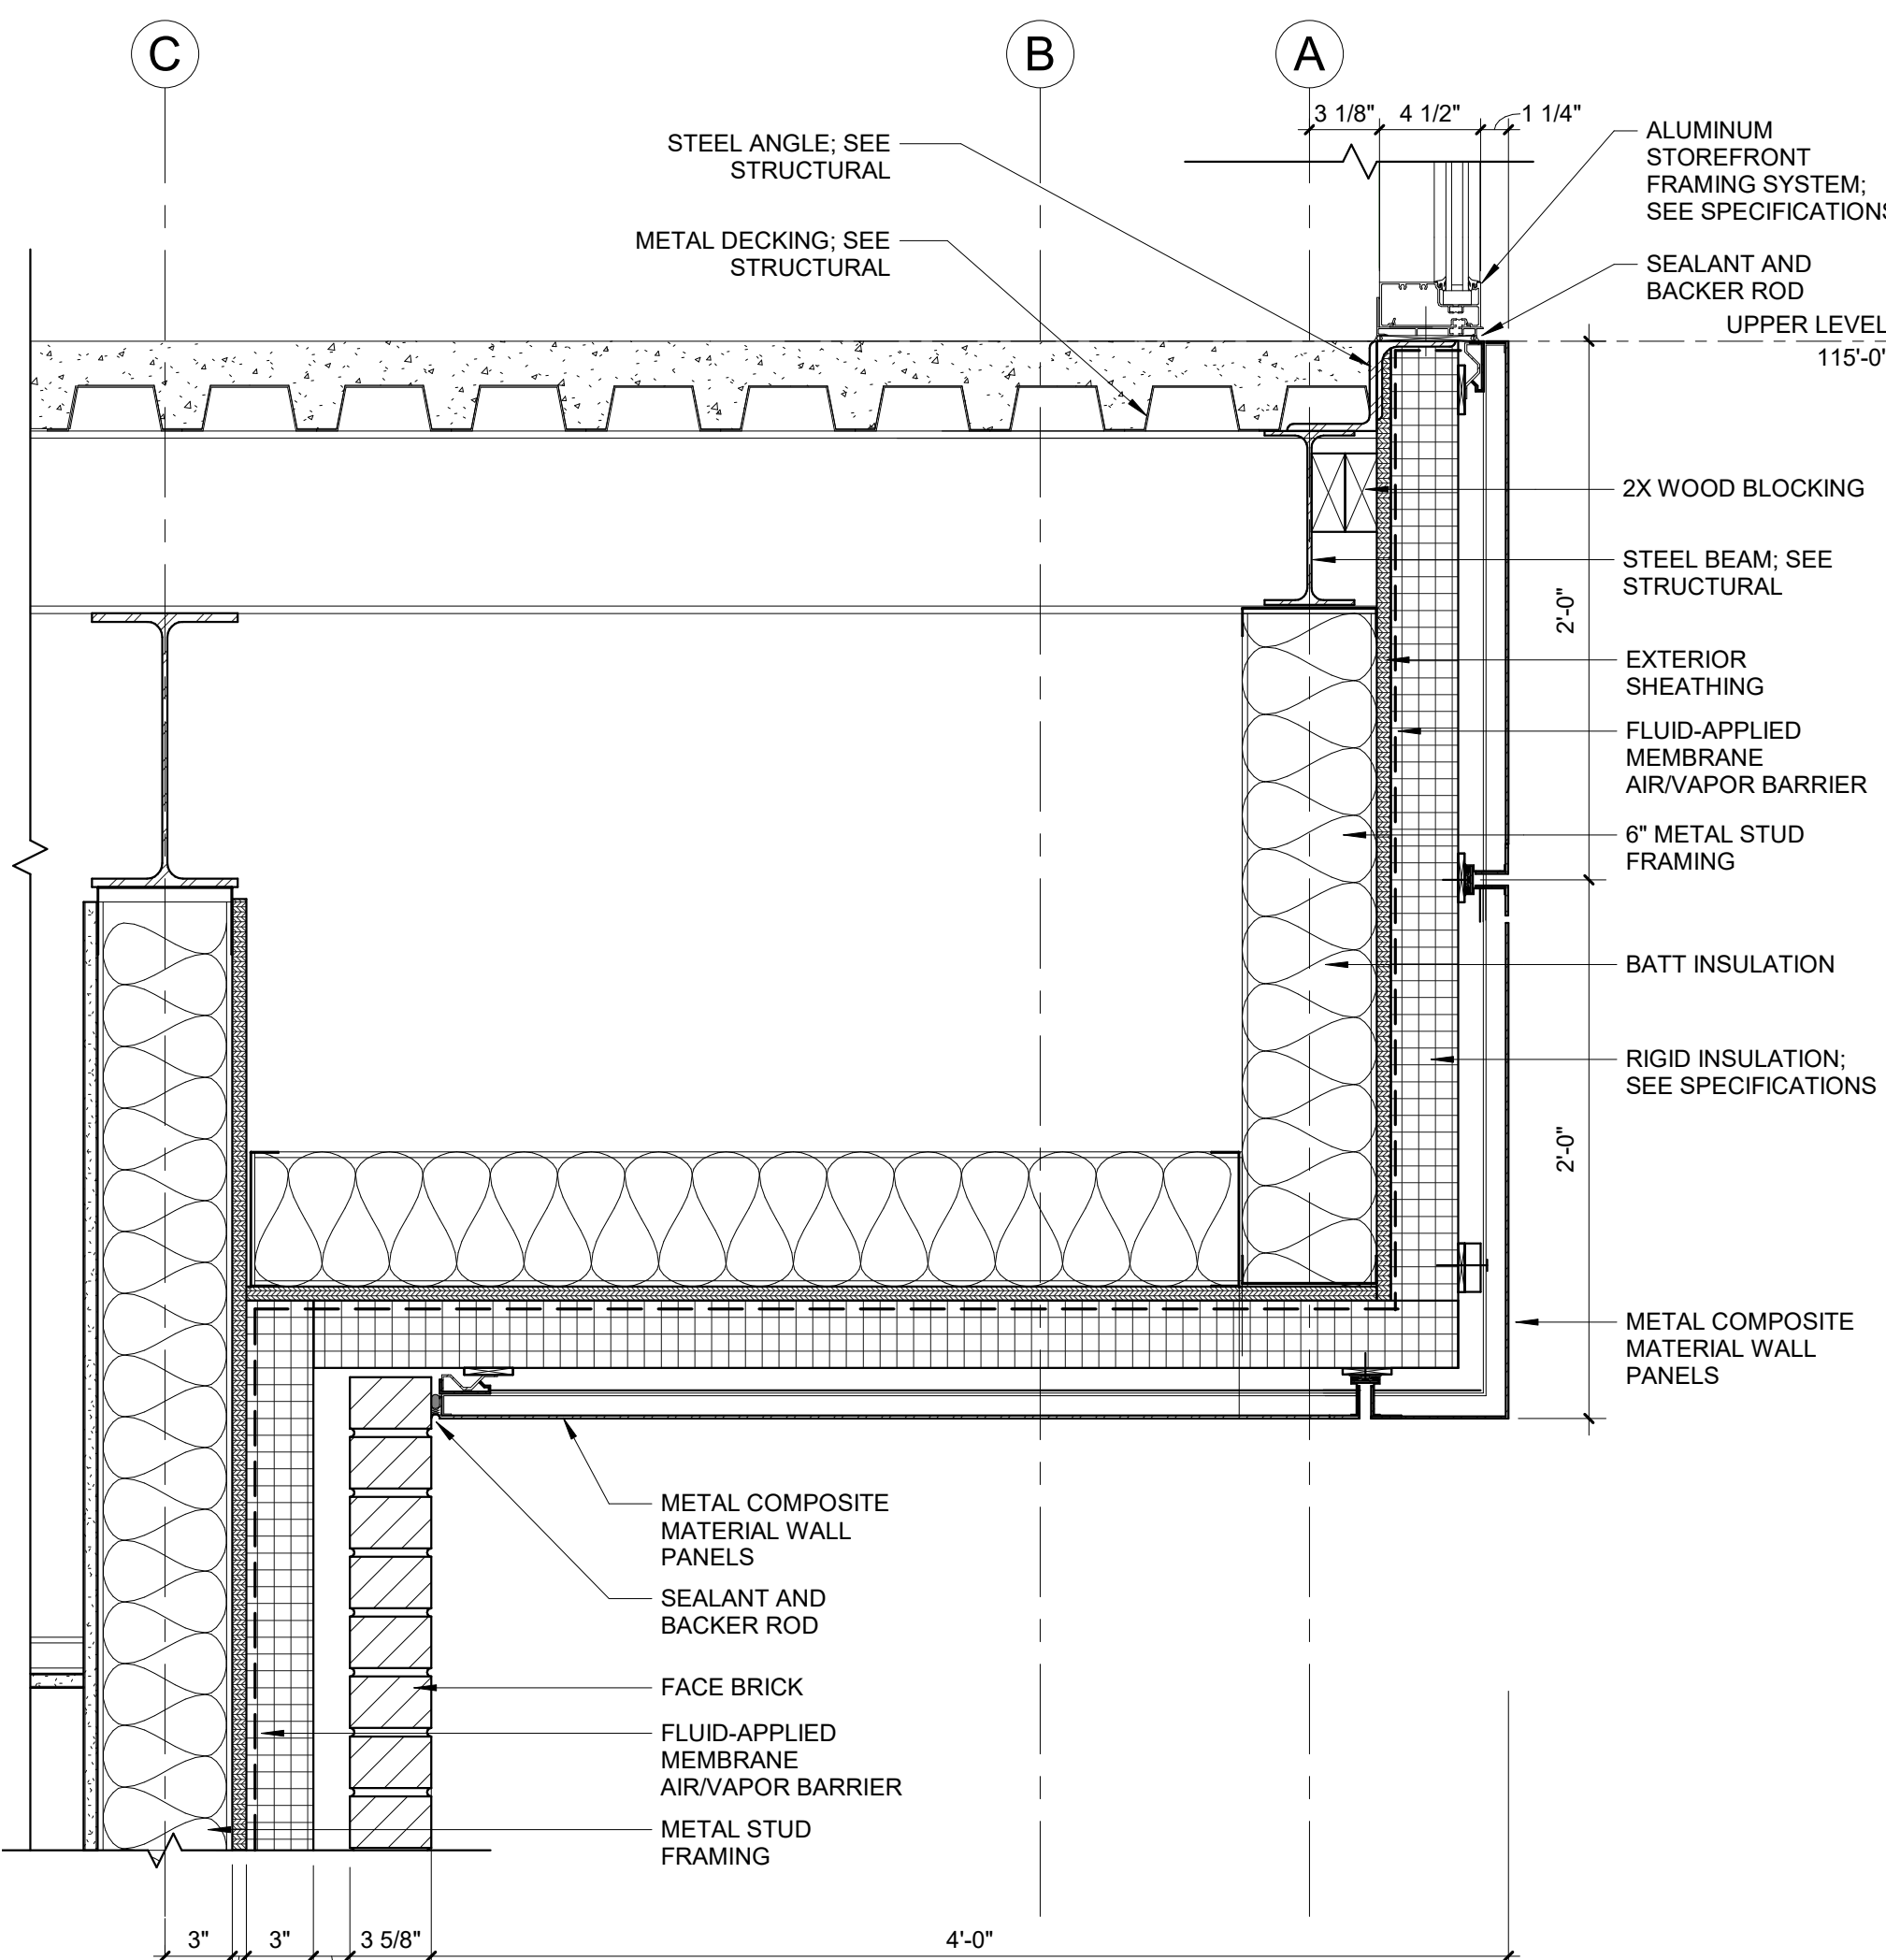 C
B
A
3 1/8"
4 1/2"
1 1/4"
STEEL ANGLE; SEE
STRUCTURAL
METAL DECKING; SEE
STRUCTURAL
ALUMINUM
STOREFRONT
FRAMING SYSTEM;
SEE SPECIFICATIONS
SEALANT AND
BACKER ROD
UPPER LEVEL
115'-0"
2X WOOD BLOCKING
STEEL BEAM; SEE
STRUCTURAL
2'-0"
EXTERIOR
SHEATHING
FLUID-APPLIED
MEMBRANE
AIR/VAPOR BARRIER
6" METAL STUD
FRAMING
BATT INSULATION
RIGID INSULATION;
SEE SPECIFICATIONS
2'-0"
METAL COMPOSITE
MATERIAL WALL
PANELS
METAL COMPOSITE
MATERIAL WALL
PANELS
SEALANT AND
BACKER ROD
FACE BRICK
FLUID-APPLIED
MEMBRANE
AIR/VAPOR BARRIER
METAL STUD
FRAMING
3"
3"
3 5/8"
4'-0"